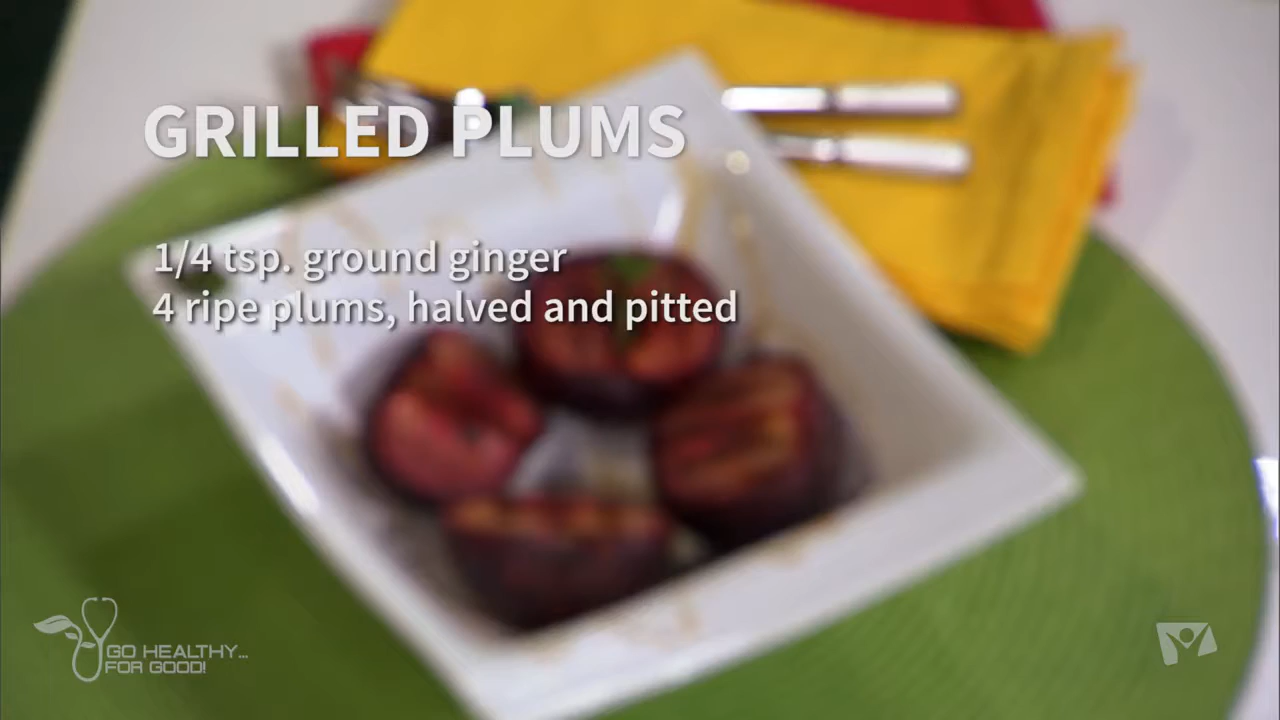 GRILLED PLUMS
1/4 tsp. ground ginger
4 ripe plums, halved and pitted
GO HEALTHY...
FOR GOOD!